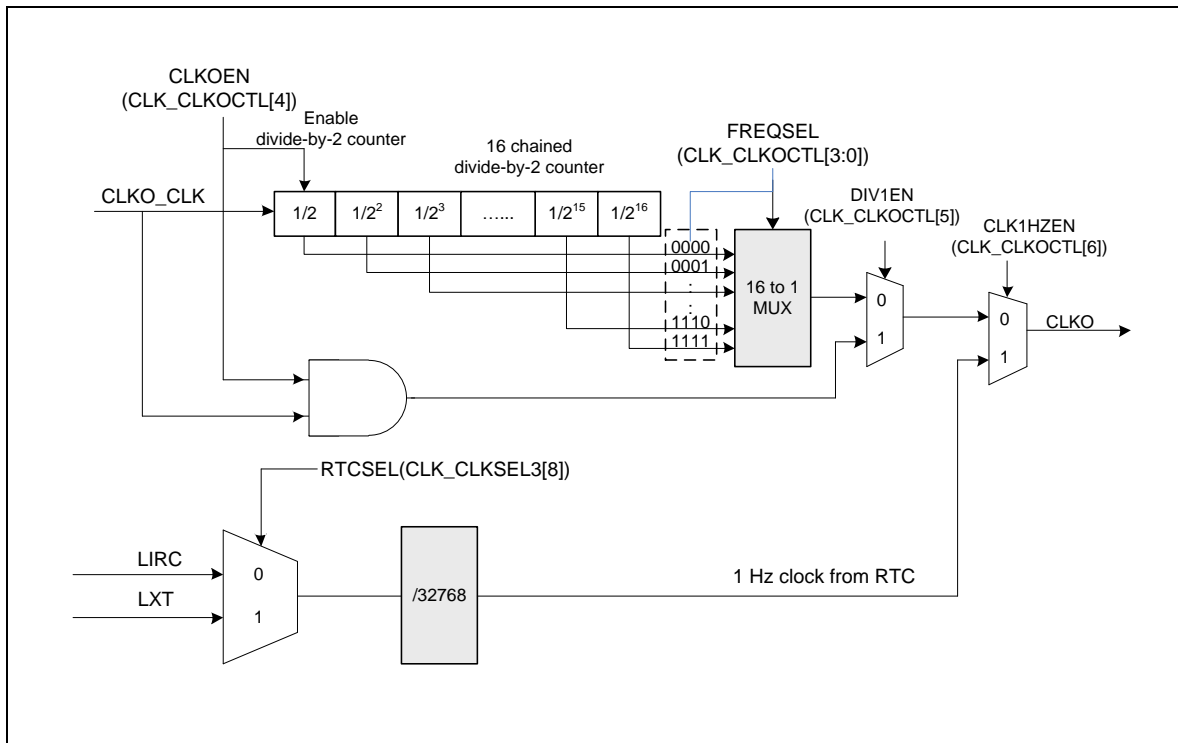 CLKOEN
(CLK_CLKOCTL[4])
Enable
divide-by-2 counter
16 chained
divide-by-2 counter
FREQSEL
(CLK_CLKOCTL[3:0])
DIV1EN
(CLK_CLKOCTL[5])
CLK1HZEN
(CLK_CLKOCTL[6])
CLKO_CLK
1/2
1/2²
1/2³
…...
1/2¹⁵
1/2¹⁶
0000
0001
:
:
1110
1111
16 to 1
MUX
0
1
0
1
CLKO
RTCSEL(CLK_CLKSEL3[8])
LIRC
LXT
0
1
/32768
1 Hz clock from RTC